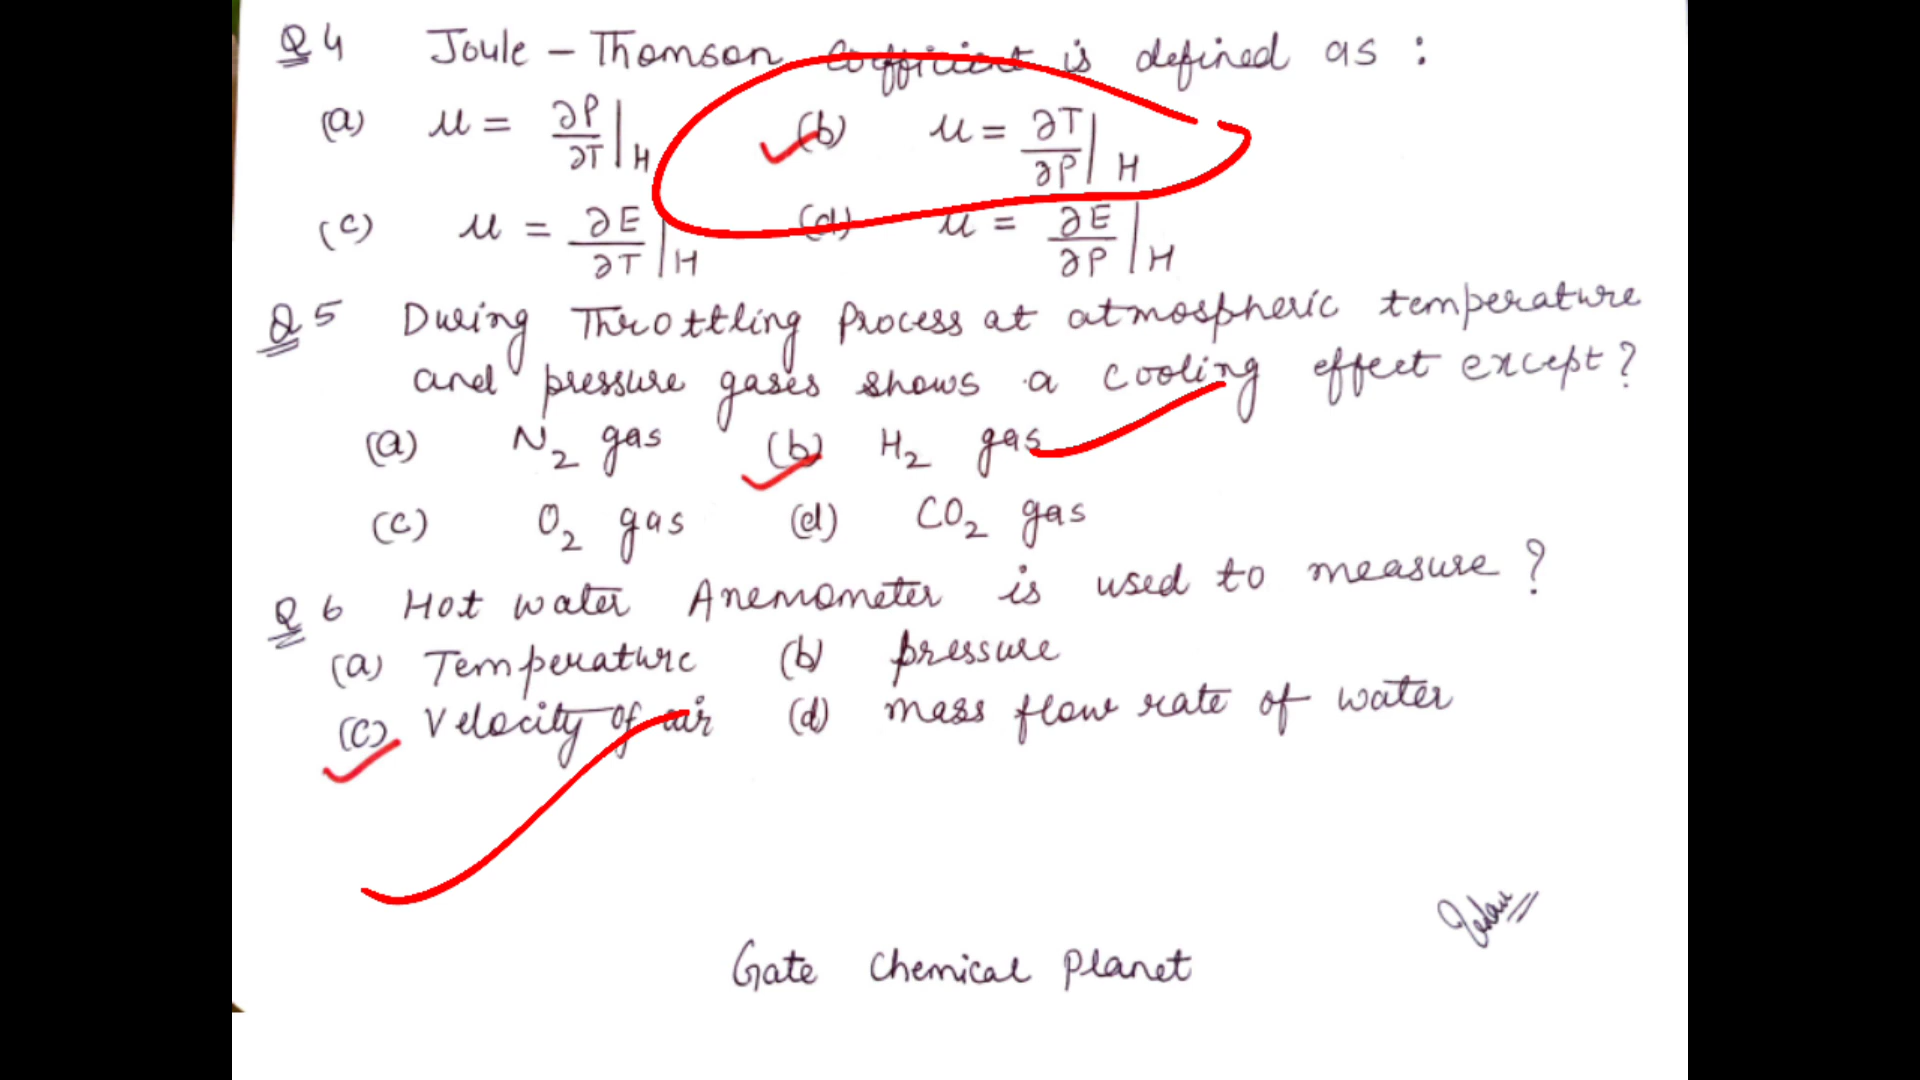 Q4 Joule - Thomson coefficient is defined as :
(a) μ = ∂P/∂T|H (b) μ = ∂T/∂P|H
(c) μ = ∂E/∂T|H (d) μ = ∂E/∂P|H
Q5 During Throttling Process at atmospheric temperature
and pressure gases shows a cooling effect except?
(a) N2 gas (b) H2 gas
(c) O2 gas (d) CO2 gas
Q6 Hot water Anemometer is used to measure?
(a) Temperature (b) pressure
(c) Velocity of air (d) mass flow rate of water
Gate Chemical Planet